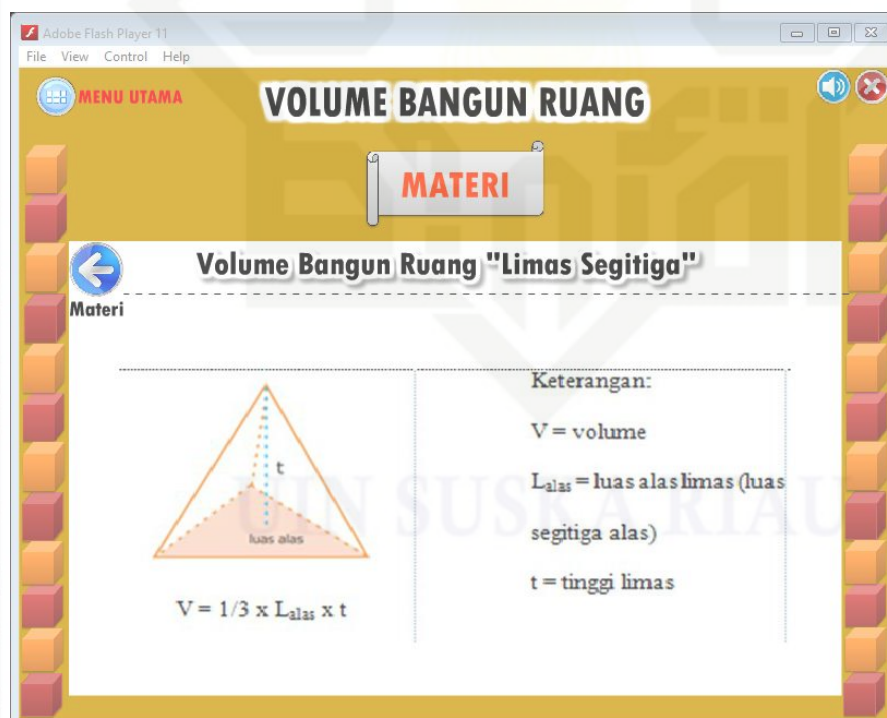 Adobe Flash Player 11
File View Control Help
MENU UTAMA
VOLUME BANGUN RUANG
MATERI
Volume Bangun Ruang "Limas Segitiga"
Materi
t
luas alas
V = 1/3 x Lalas x t
Keterangan:
V = volume
Lalas = luas alas limas (luas
segitiga alas)
t = tinggi limas
UIN SUSKA RIAU